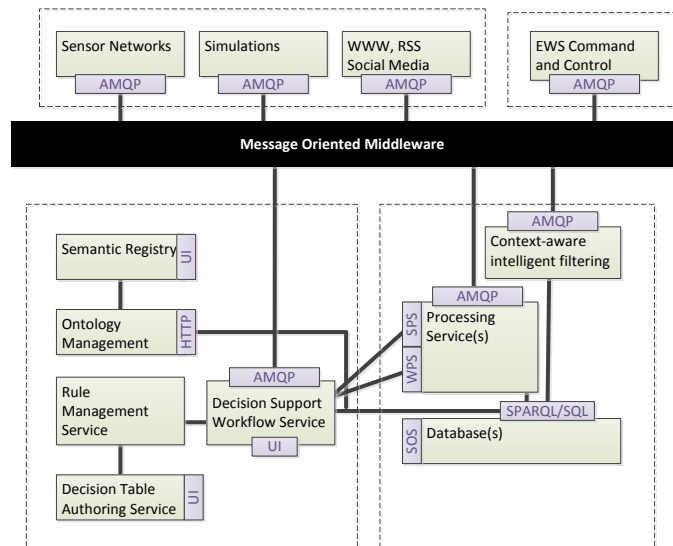 Sensor Networks
AMQP
Simulations
AMQP
WWW, RSS
Social Media
AMQP
EWS Command
and Control
AMQP
Message Oriented Middleware
Semantic Registry
UI
Ontology
Management
HTTP
Rule
Management
Service
Decision Table
Authoring Service
UI
AMQP
Decision Support
Workflow Service
UI
AMQP
Context-aware
intelligent filtering
AMQP
SPS
WPS
Processing
Service(s)
SPARQL/SQL
SOS
Database(s)